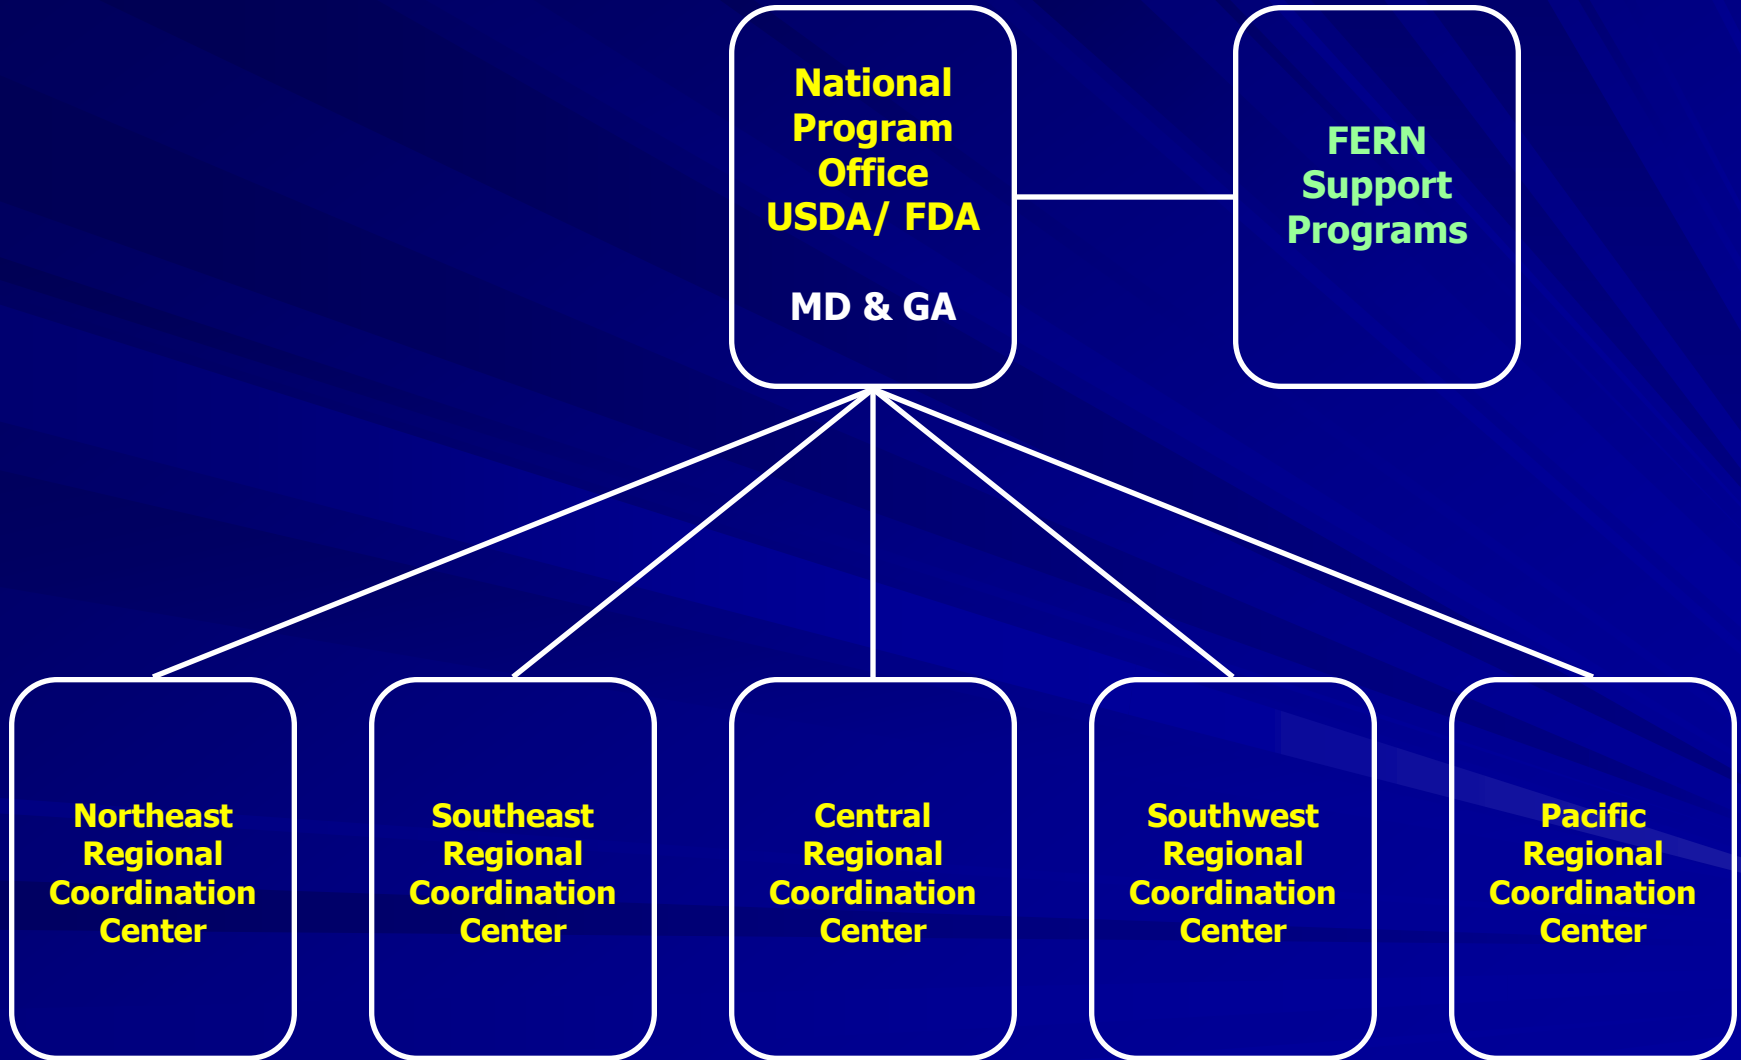 National
Program
Office
USDA/ FDA
MD & GA
FERN
Support
Programs
Northeast
Regional
Coordination
Center
Southeast
Regional
Coordination
Center
Central
Regional
Coordination
Center
Southwest
Regional
Coordination
Center
Pacific
Regional
Coordination
Center